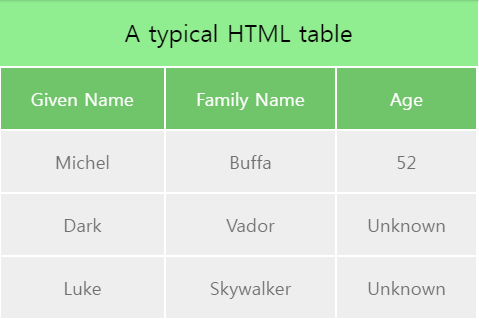 A typical HTML table
Given Name Family Name Age
Michel Buffa 52
Dark Vador Unknown
Luke Skywalker Unknown